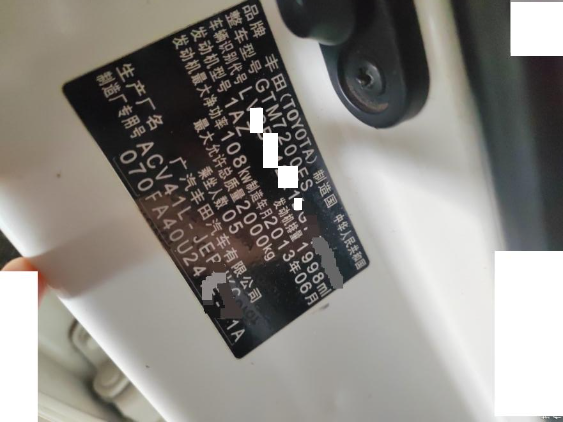 品牌 丰田(TOYOTA) 制造国 中华人民共和国
整车型号 GTM7200ES
车辆识别代号 L
发动机型号 1AZ 发动机排量 1998ml
发动机最大净功率 108kw 制造年月 2013年06月
最大允许总质量 2000kg
乘坐人数 05
生产厂名 广汽丰田汽车有限公司
制造厂专用号 ACV41L-JEP
070 FA40U24 1A